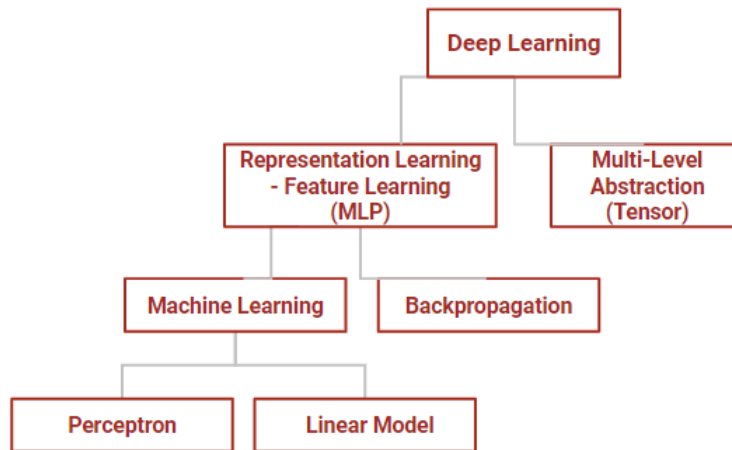 Deep Learning
Representation Learning
- Feature Learning
(MLP)
Multi-Level
Abstraction
(Tensor)
Machine Learning
Backpropagation
Perceptron
Linear Model